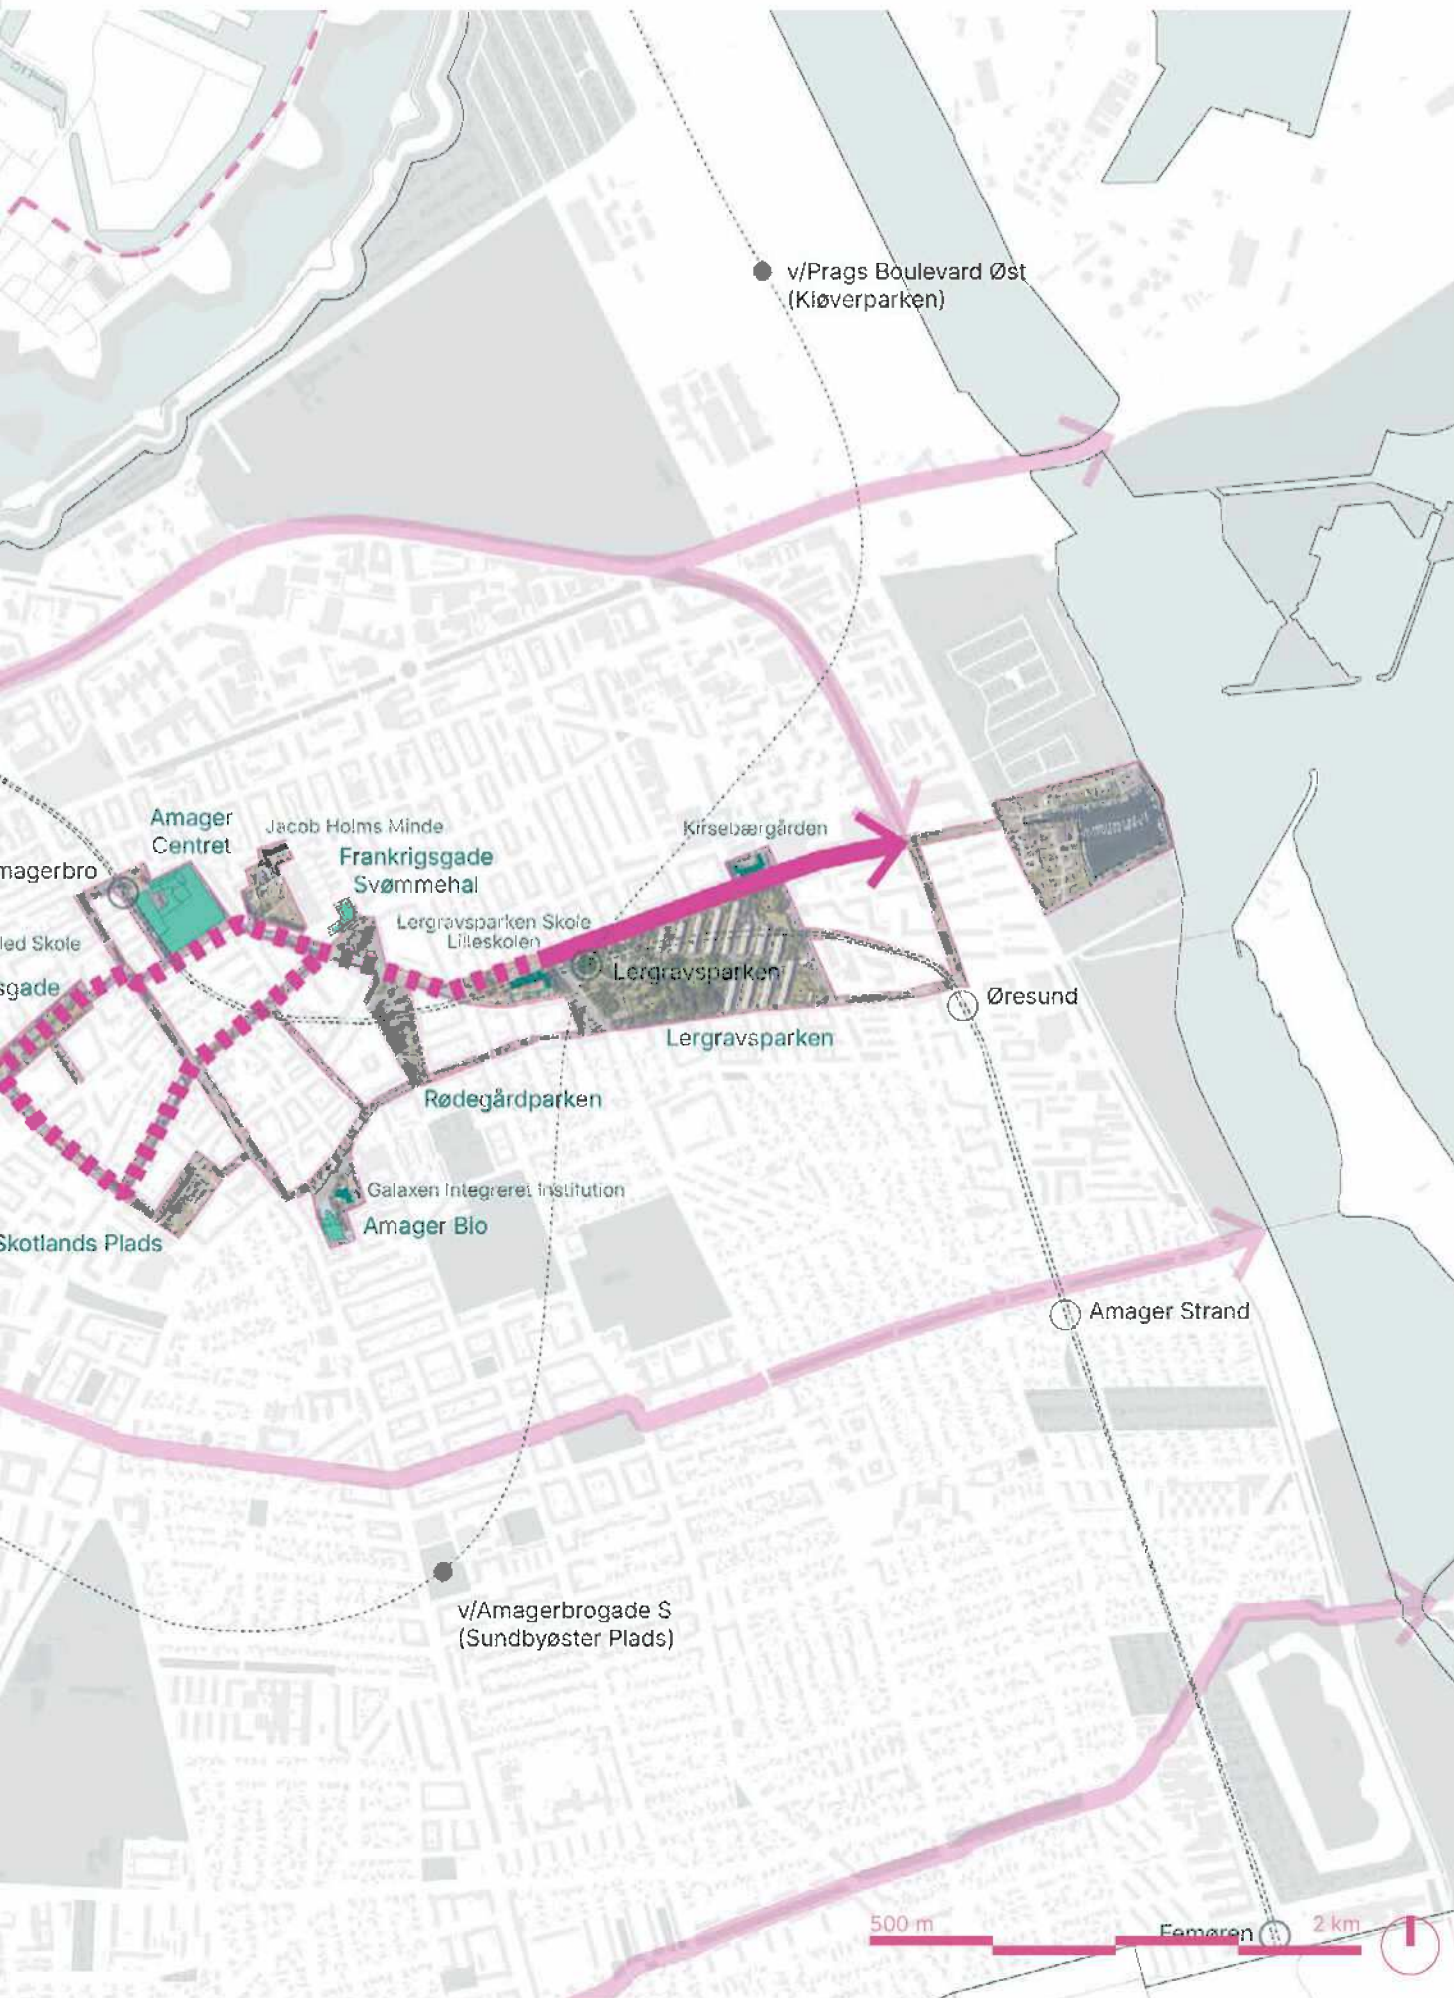 v/Prags Boulevard Øst
(Kløverparken)
Amager
Centret
Jacob Holms Minde
Kirsebærgården
Frankrigsgade
Svømmehal
magerbro
Lergravsparken Skole
Lilleskolen
led Skole
Lergravsparken
sgade
Øresund
Lergravsparken
Rødegårdparken
Galaxen Integreret Institution
Amager Bio
Skotlands Plads
Amager Strand
v/Amagerbrogade S
(Sundbyøster Plads)
500 m
2 km
Femøren